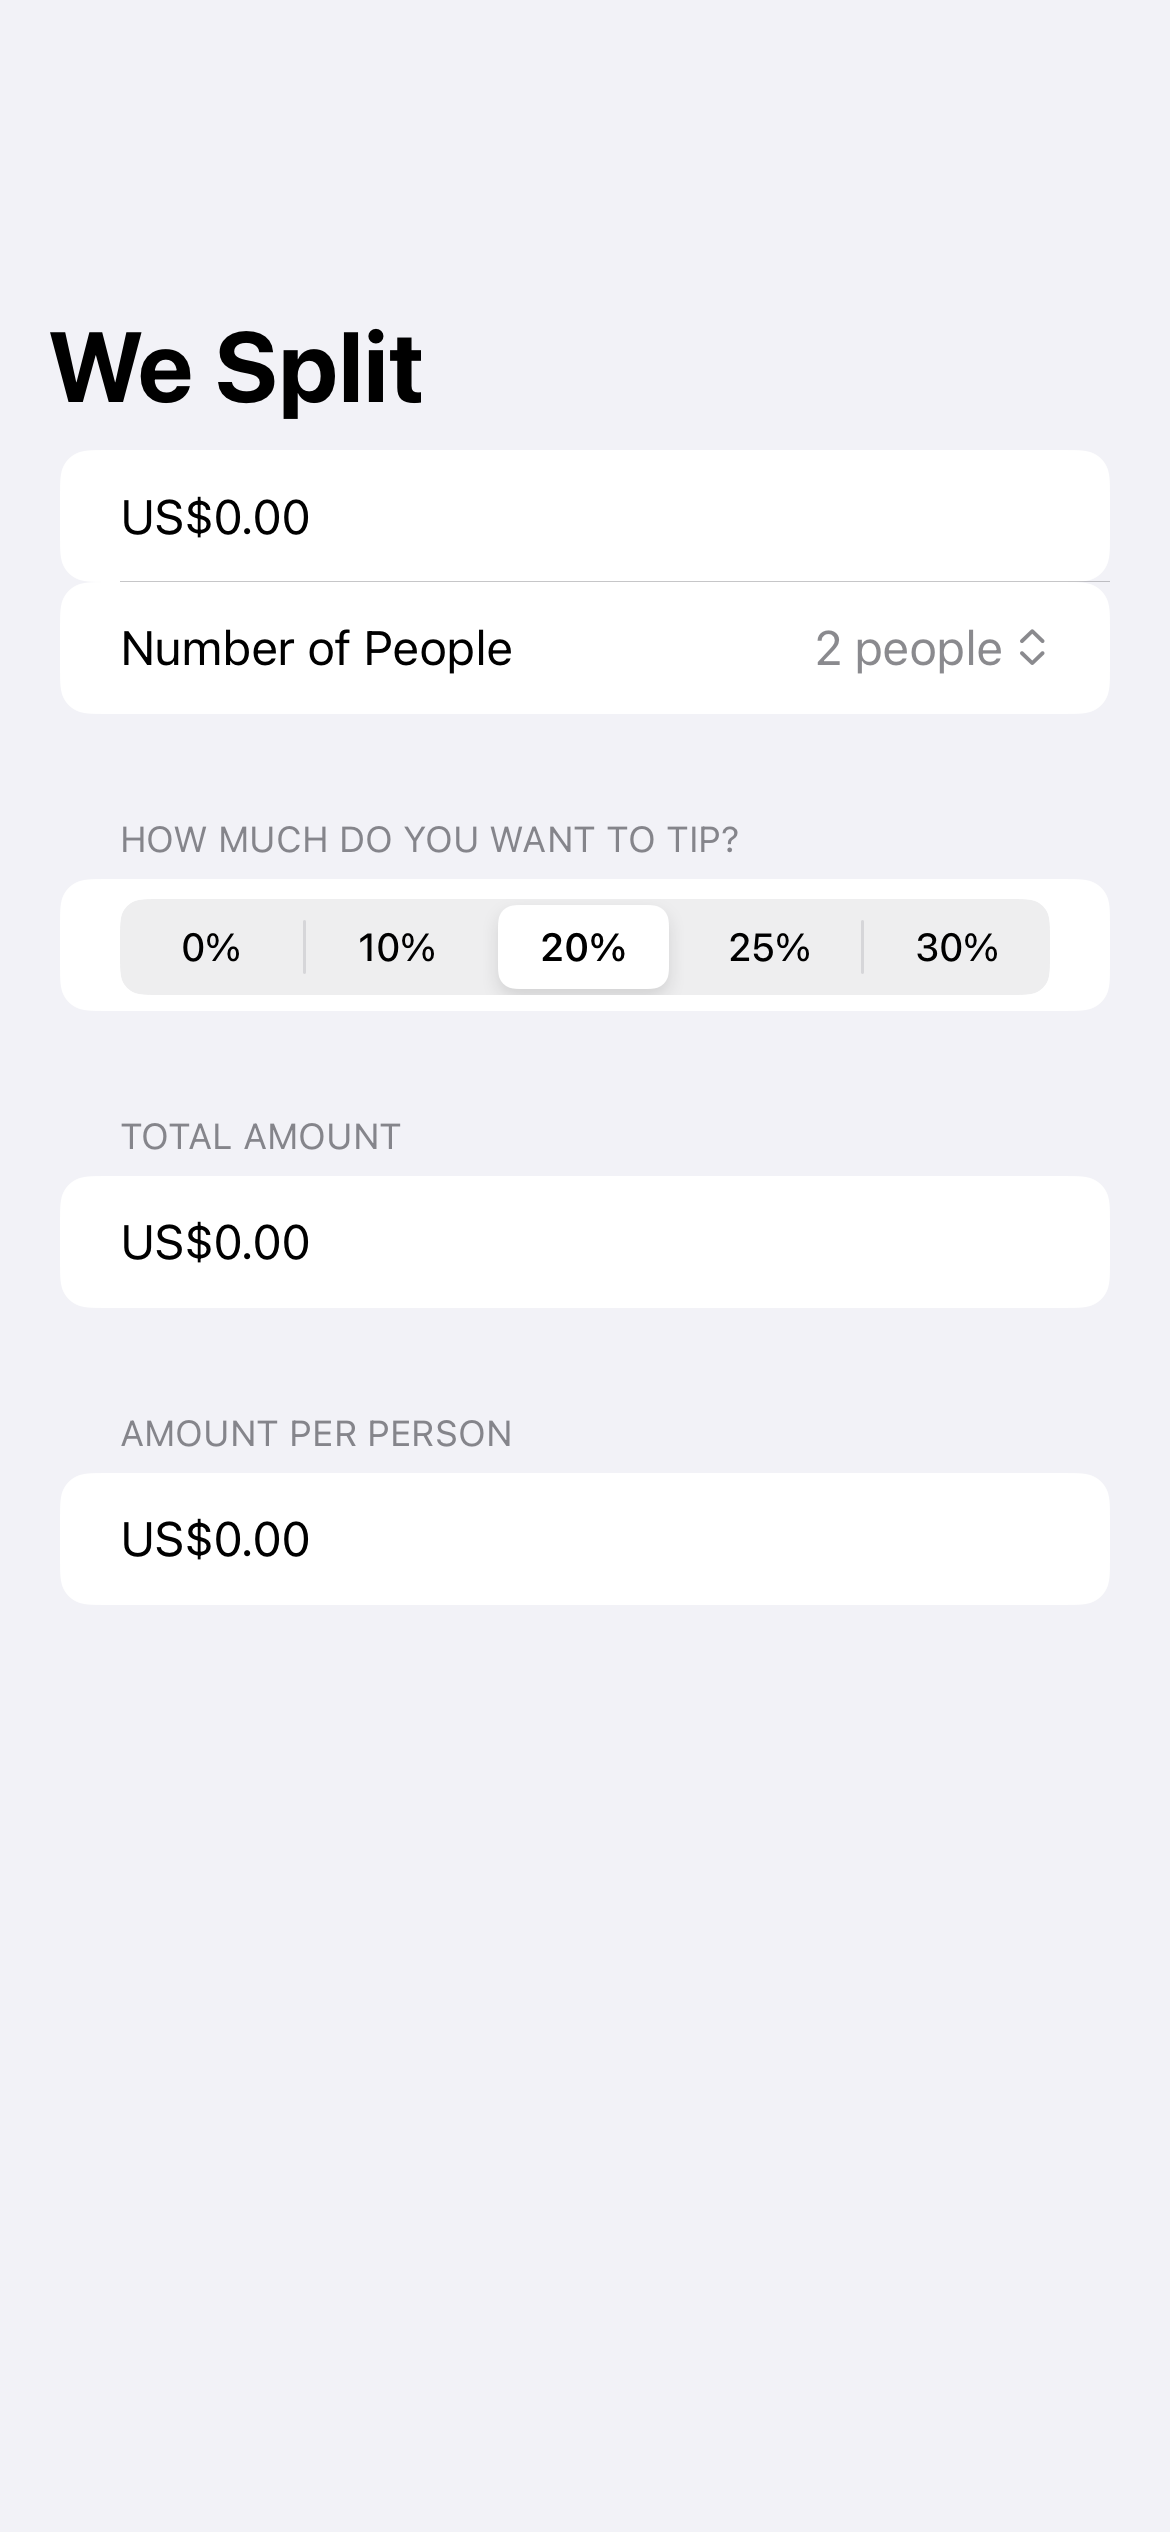 We Split
US$0.00
Number of People 2 people
HOW MUCH DO YOU WANT TO TIP?
0% 10% 20% 25% 30%
TOTAL AMOUNT
US$0.00
AMOUNT PER PERSON
US$0.00